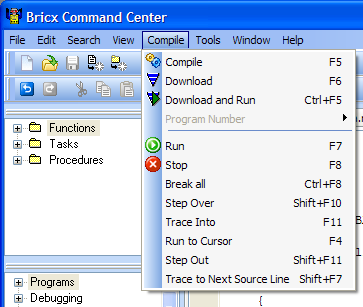 Bricx Command Center
File Edit Search View Compile Tools Window Help
Compile F5
Download F6
Download and Run Ctrl+F5
Program Number
Run F7
Stop F8
Break all Ctrl+F8
Step Over Shift+F10
Trace Into F11
Run to Cursor F4
Step Out Shift+F11
Trace to Next Source Line Shift+F7
Functions
Tasks
Procedures
Programs
Debugging